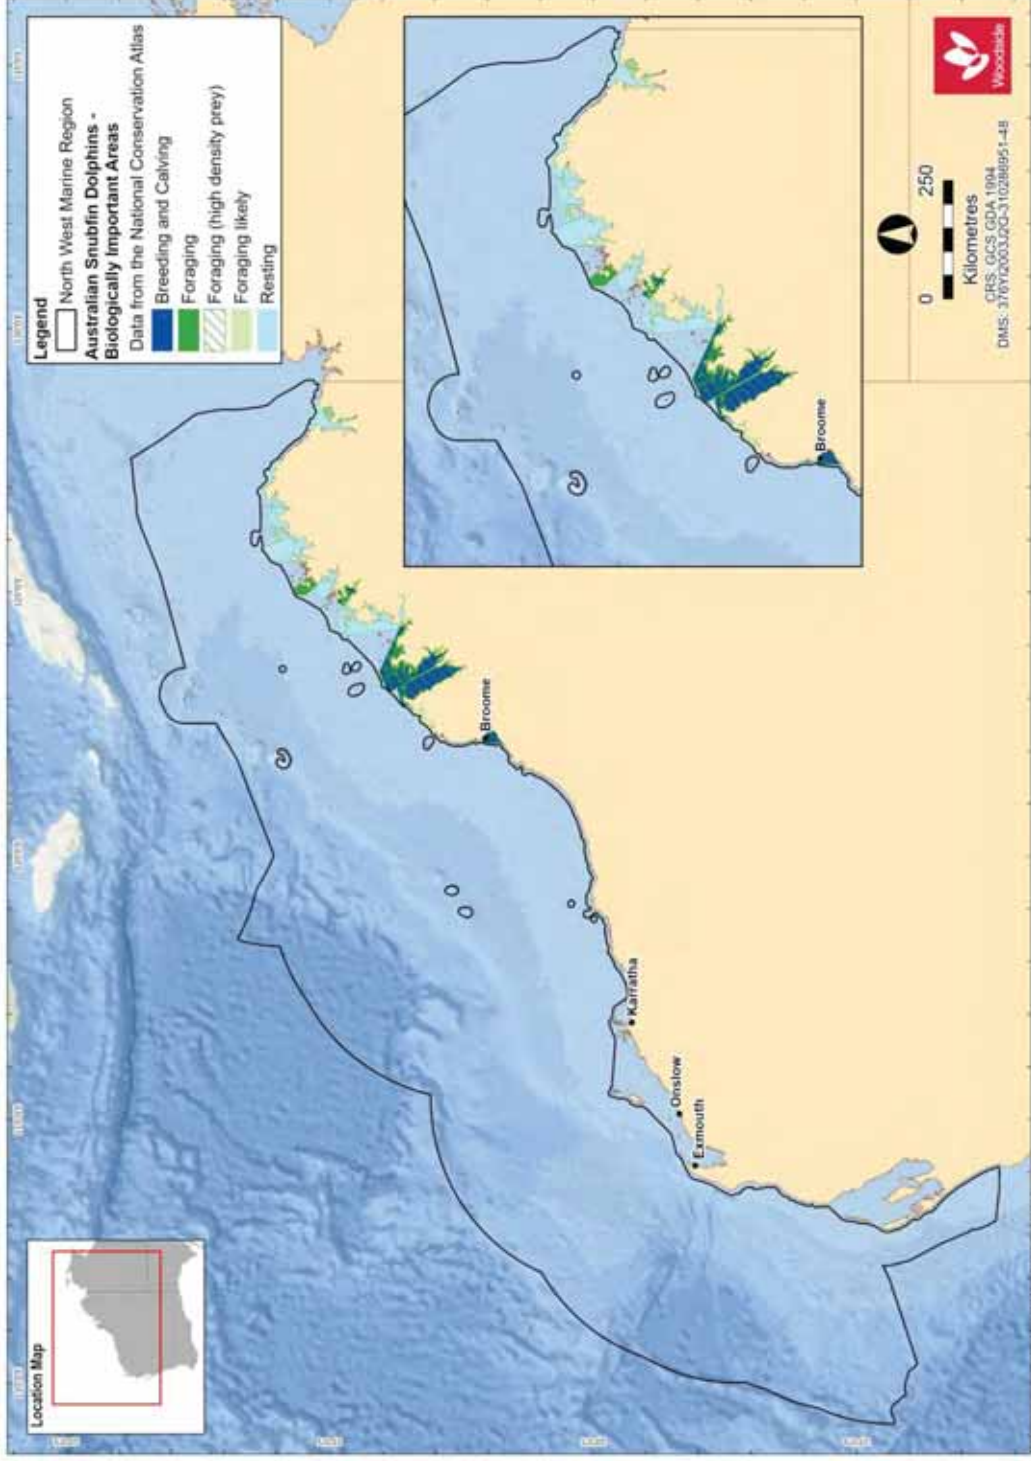 Location Map
Legend
North West Marine Region
Australian Snubfin Dolphins -
Biologically Important Areas
Data from the National Conservation Atlas
Breeding and Calving
Foraging
Foraging (high density prey)
Foraging likely
Resting
Broome
Karratha
Onslow
Exmouth
Broome
0 250
Kilometres
CRS: GCS GDA 1994
Woodside